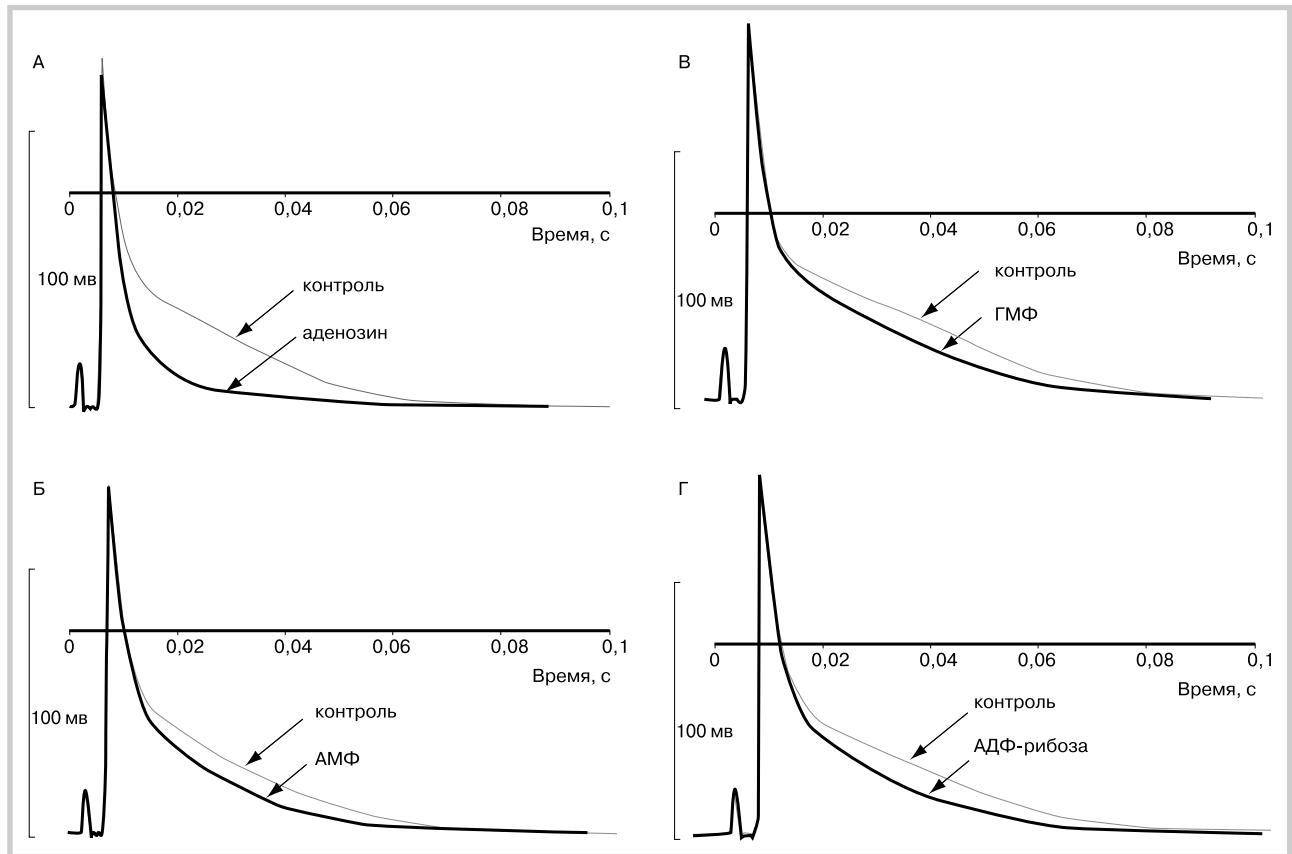 А
100 мв
0 0,02 0,04 0,06 0,08 0,1
Время, с
контроль
аденозин
В
100 мв
0 0,02 0,04 0,06 0,08 0,1
Время, с
контроль
ГМФ
Б
100 мв
0 0,02 0,04 0,06 0,08 0,1
Время, с
контроль
АМФ
Г
100 мв
0 0,02 0,04 0,06 0,08 0,1
Время, с
контроль
АДФ-рибоза